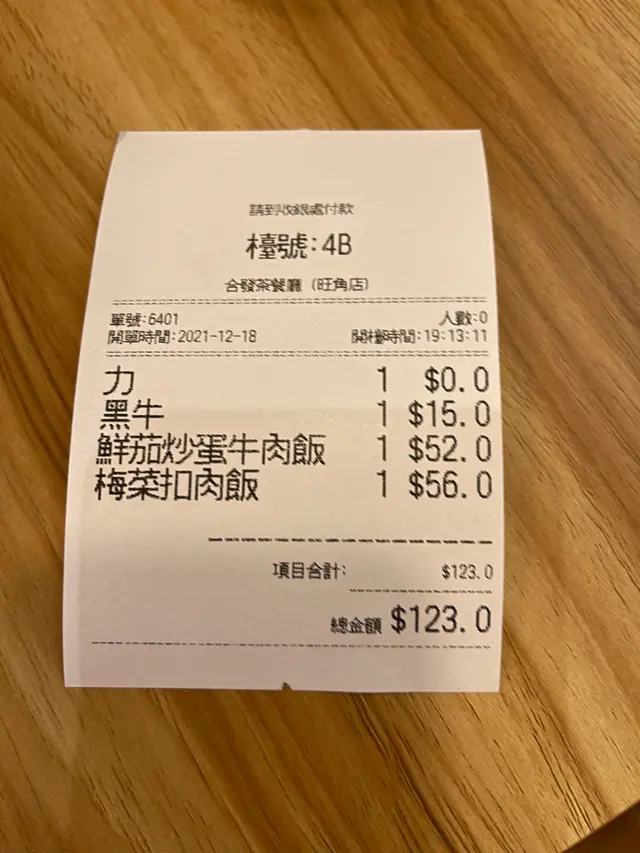 請到收銀處付款
檯號:4B
合發茶餐廳 (旺角店)
單號:6401 人數:0
開單時間:2021-12-18 開檯時間:19:13:11
力 1 $0.0
黑牛 1 $15.0
鮮茄炒蛋牛肉飯 1 $52.0
梅菜扣肉飯 1 $56.0
項目合計: $123.0
總金額 $123.0